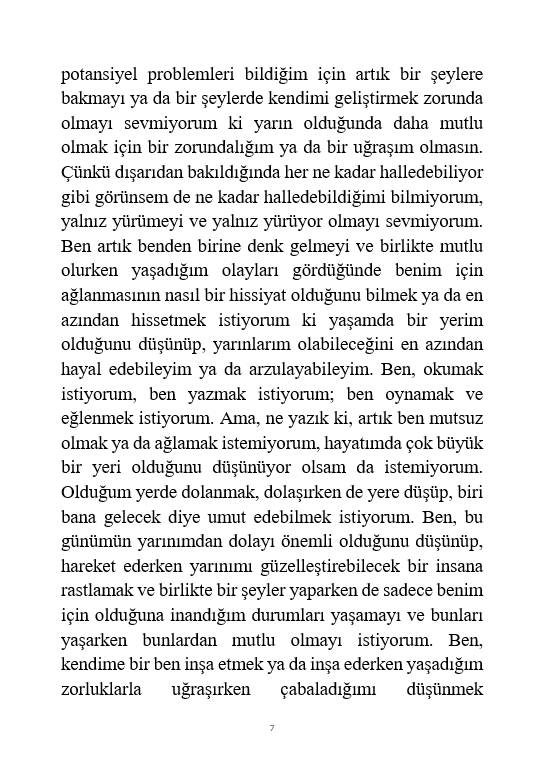 potansiyel problemleri bildiğim için artık bir şeylere
bakmayı ya da bir şeylerde kendimi geliştirmek zorunda
olmayı sevmiyorum ki yarın olduğunda daha mutlu
olmak için bir zorundalığım ya da bir uğraşım olmasın.
Çünkü dışarıdan bakıldığında her ne kadar halledebiliyor
gibi görünsem de ne kadar halledebildiğimi bilmiyorum,
yalnız yürümeyi ve yalnız yürüyor olmayı sevmiyorum.
Ben artık benden birine denk gelmeyi ve birlikte mutlu
olurken yaşadığım olayları gördüğünde benim için
ağlanmasının nasıl bir hissiyat olduğunu bilmek ya da en
azından hissetmek istiyorum ki yaşamda bir yerim
olduğunu düşünüp, yarınlarım olabileceğini en azından
hayal edebileyim ya da arzulayabileyim. Ben, okumak
istiyorum, ben yazmak istiyorum; ben oynamak ve
eğlenmek istiyorum. Ama, ne yazık ki, artık ben mutsuz
olmak ya da ağlamak istemiyorum, hayatımda çok büyük
bir yeri olduğunu düşünüyor olsam da istemiyorum.
Olduğum yerde dolanmak, dolaşırken de yere düşüp, biri
bana gelecek diye umut edebilmek istiyorum. Ben, bu
günümün yarınımdan dolayı önemli olduğunu düşünüp,
hareket ederken yarınımı güzelleştirebilecek bir insana
rastlamak ve birlikte bir şeyler yaparken de sadece benim
için olduğuna inandığım durumları yaşamayı ve bunları
yaşarken bunlardan mutlu olmayı istiyorum. Ben,
kendime bir ben inşa etmek ya da inşa ederken yaşadığım
zorluklarla uğraşırken çabaladığımı düşünmek
7